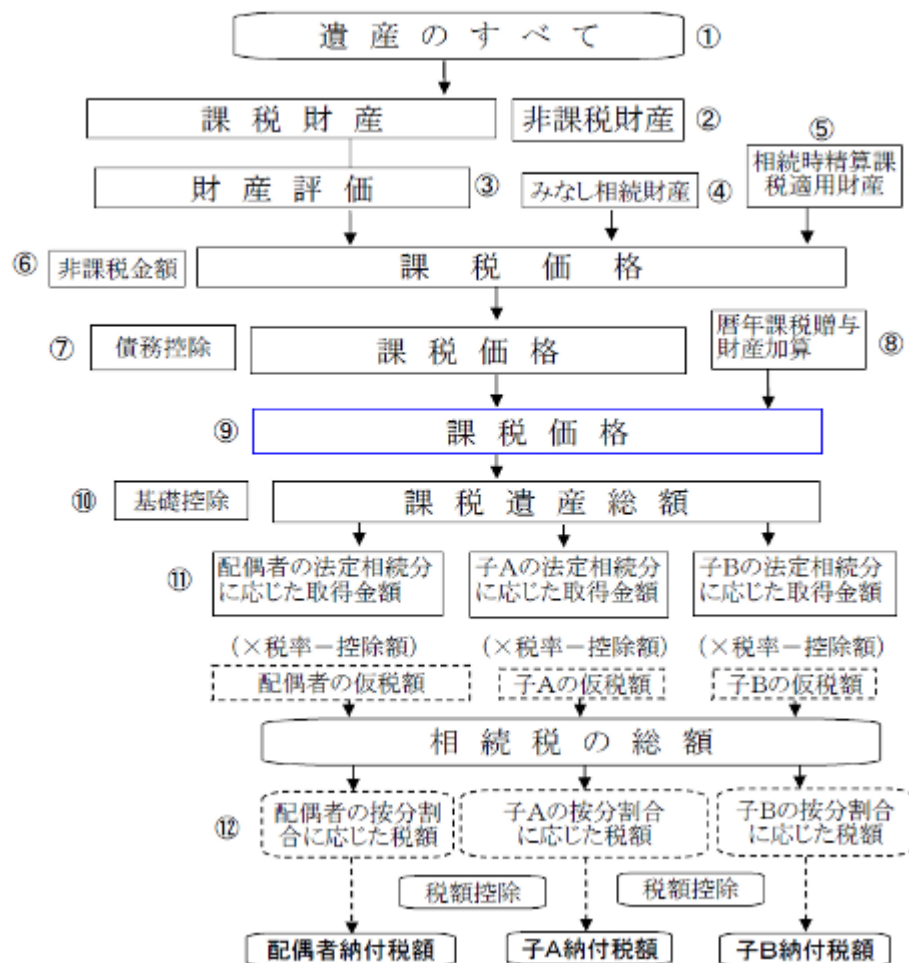 遺産のすべて ①
課税財産 非課税財産 ②
⑤
相続時精算課
税適用財産
財産評価 ③ みなし相続財産 ④
⑥ 非課税金額 課税価格
⑦ 債務控除 課税価格
暦年課税贈与
財産加算 ⑧
⑨ 課税価格
⑩ 基礎控除 課税遺産総額
⑪
配偶者の法定相続分
に応じた取得金額
子Aの法定相続分
に応じた取得金額
子Bの法定相続分
に応じた取得金額
(×税率-控除額) (×税率-控除額) (×税率-控除額)
配偶者の仮税額 子Aの仮税額 子Bの仮税額
相続税の総額
⑫
配偶者の按分割
合に応じた税額
子Aの按分割合
に応じた税額
子Bの按分割合
に応じた税額
税額控除 税額控除
配偶者納付税額 子A納付税額 子B納付税額